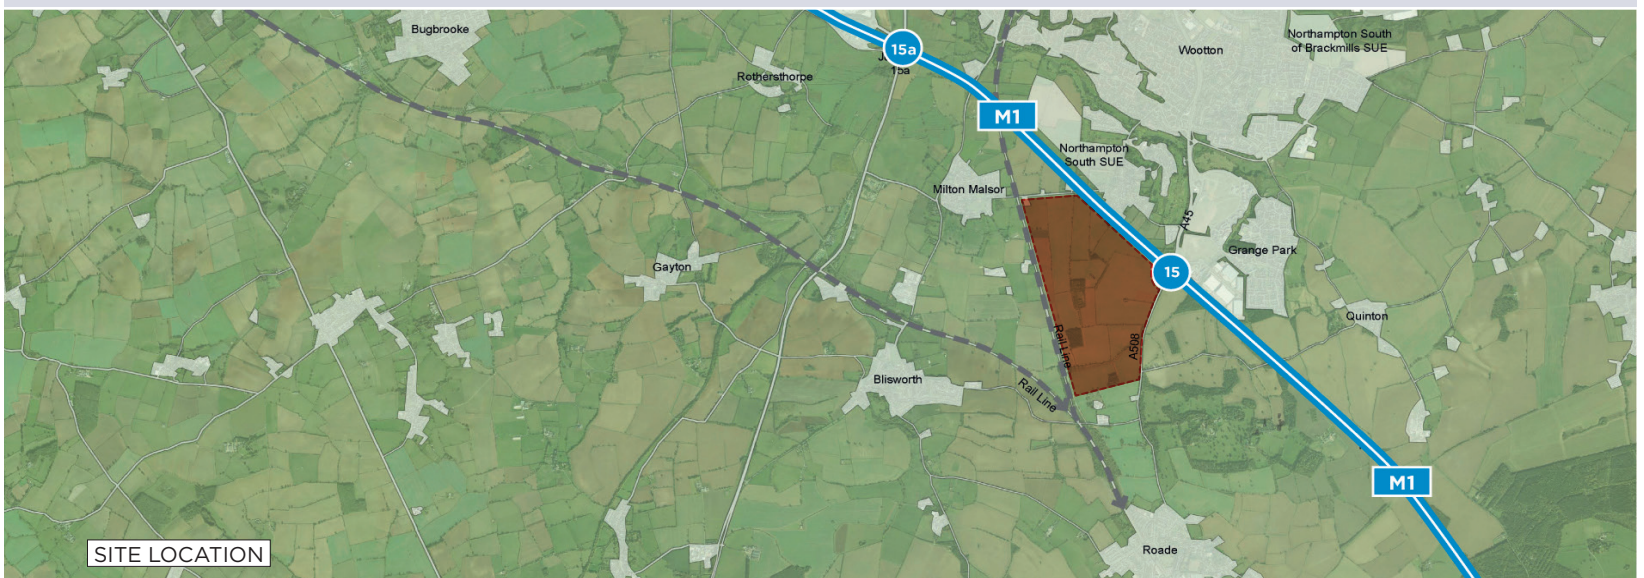 Bugbrooke
15a
Rothersthorpe
15a
Wootton
Northampton South
of Brackmills SUE
M1
Northampton
South SUE
Milton Malsor
A45
Grange Park
15
Gayton
Quinton
Rail Line
A508
Blisworth
Rail Line
M1
SITE LOCATION
Roade